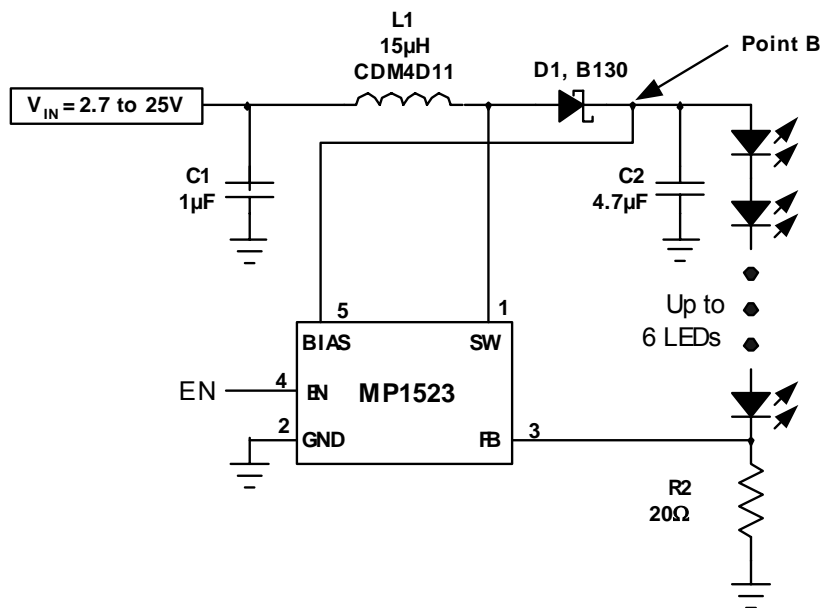 L1
15µH
CDM4D11
D1, B130
Point B
VIN = 2.7 to 25V
C1
1µF
C2
4.7µF
5
1
BIAS
SW
Up to
6 LEDs
EN
4
EN
MP1523
2
GND
FB
3
R2
20Ω